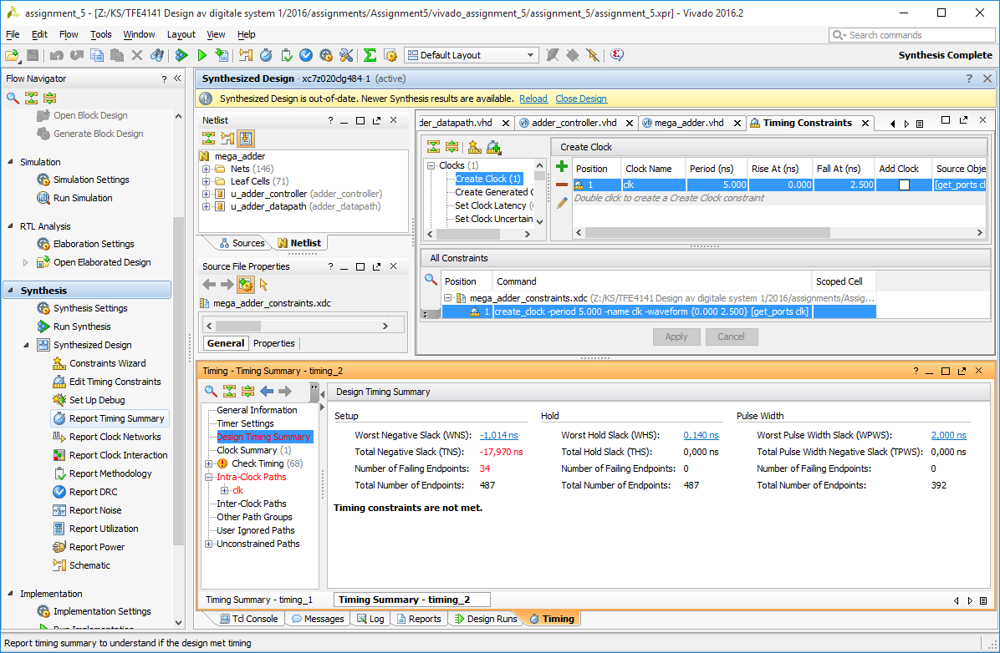 assignment_5 - [Z:/KS/TFE4141 Design av digitale system 1/2016/assignments/Assignment5/vivado_assignment_5/assignment_5/assignment_5.xpr] - Vivado 2016.2
File Edit Flow Tools Window Layout View Help
Search commands
Default Layout
Synthesis Complete
Flow Navigator
Open Block Design
Generate Block Design
Simulation
Simulation Settings
Run Simulation
RTL Analysis
Elaboration Settings
Open Elaborated Design
Synthesis
Synthesis Settings
Run Synthesis
Synthesized Design
Constraints Wizard
Edit Timing Constraints
Set Up Debug
Report Timing Summary
Report Clock Networks
Report Clock Interaction
Report Methodology
Report DRC
Report Noise
Report Utilization
Report Power
Schematic
Implementation
Implementation Settings
Run Implementation
Synthesized Design - xc7z020clg484-1 (active)
Synthesized Design is out-of-date. Newer Synthesis results are available. Reload Close Design
Netlist
mega_adder
Nets (146)
Leaf Cells (71)
u_adder_controller (adder_controller)
u_adder_datapath (adder_datapath)
Sources Netlist
Source File Properties
mega_adder_constraints.xdc
General Properties
der_datapath.vhd adder_controller.vhd mega_adder.vhd Timing Constraints
Clocks (1)
Create Clock (1)
Create Generated C
Set Clock Latency (
Set Clock Uncertain
Create Clock
Position Clock Name Period (ns) Rise At (ns) Fall At (ns) Add Clock Source Obje
1 clk 5.000 0.000 2.500 [get_ports cl
Double click to create a Create Clock constraint
All Constraints
Position Command Scoped Cell
mega_adder_constraints.xdc (Z:/KS/TFE4141 Design av digitale system 1/2016/assignments/Assig...
1 create_clock -period 5.000 -name clk -waveform {0.000 2.500} [get_ports clk]
Apply Cancel
Timing - Timing Summary - timing_2
General Information
Timer Settings
Design Timing Summary
Clock Summary (1)
Check Timing (68)
Intra-Clock Paths
clk
Inter-Clock Paths
Other Path Groups
User Ignored Paths
Unconstrained Paths
Design Timing Summary
Setup Hold Pulse Width
Worst Negative Slack (WNS): -1,014 ns Worst Hold Slack (WHS): 0,140 ns Worst Pulse Width Slack (WPWS): 2,000 ns
Total Negative Slack (TNS): -17,970 ns Total Hold Slack (THS): 0,000 ns Total Pulse Width Negative Slack (TPWS): 0,000 ns
Number of Failing Endpoints: 34 Number of Failing Endpoints: 0 Number of Failing Endpoints: 0
Total Number of Endpoints: 487 Total Number of Endpoints: 487 Total Number of Endpoints: 392
Timing constraints are not met.
Timing Summary - timing_1 Timing Summary - timing_2
Tcl Console Messages Log Reports Design Runs Timing
Report timing summary to understand if the design met timing